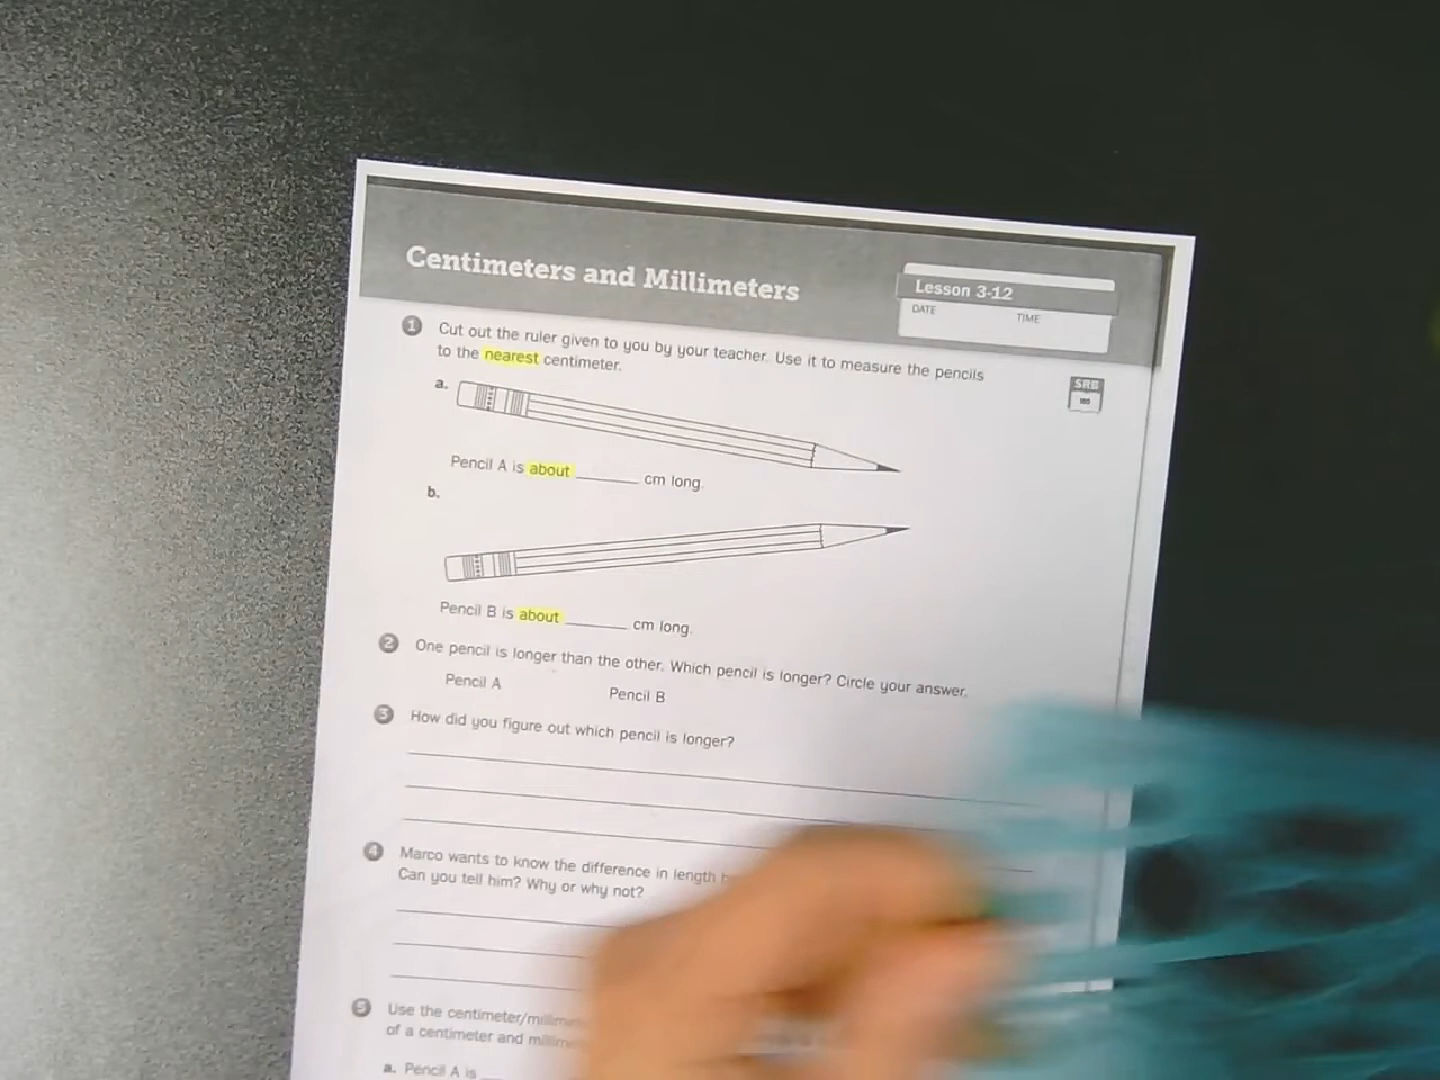 Centimeters and Millimeters
Lesson 3-12
DATE TIME
1 Cut out the ruler given to you by your teacher. Use it to measure the pencils
to the nearest centimeter.
SRB
185
a.
Pencil A is about ______ cm long.
b.
Pencil B is about ______ cm long.
2 One pencil is longer than the other. Which pencil is longer? Circle your answer.
Pencil A Pencil B
3 How did you figure out which pencil is longer?
4 Marco wants to know the difference in length
Can you tell him? Why or why not?
5 Use the centimeter/
of a centimeter and
a. Pencil A is